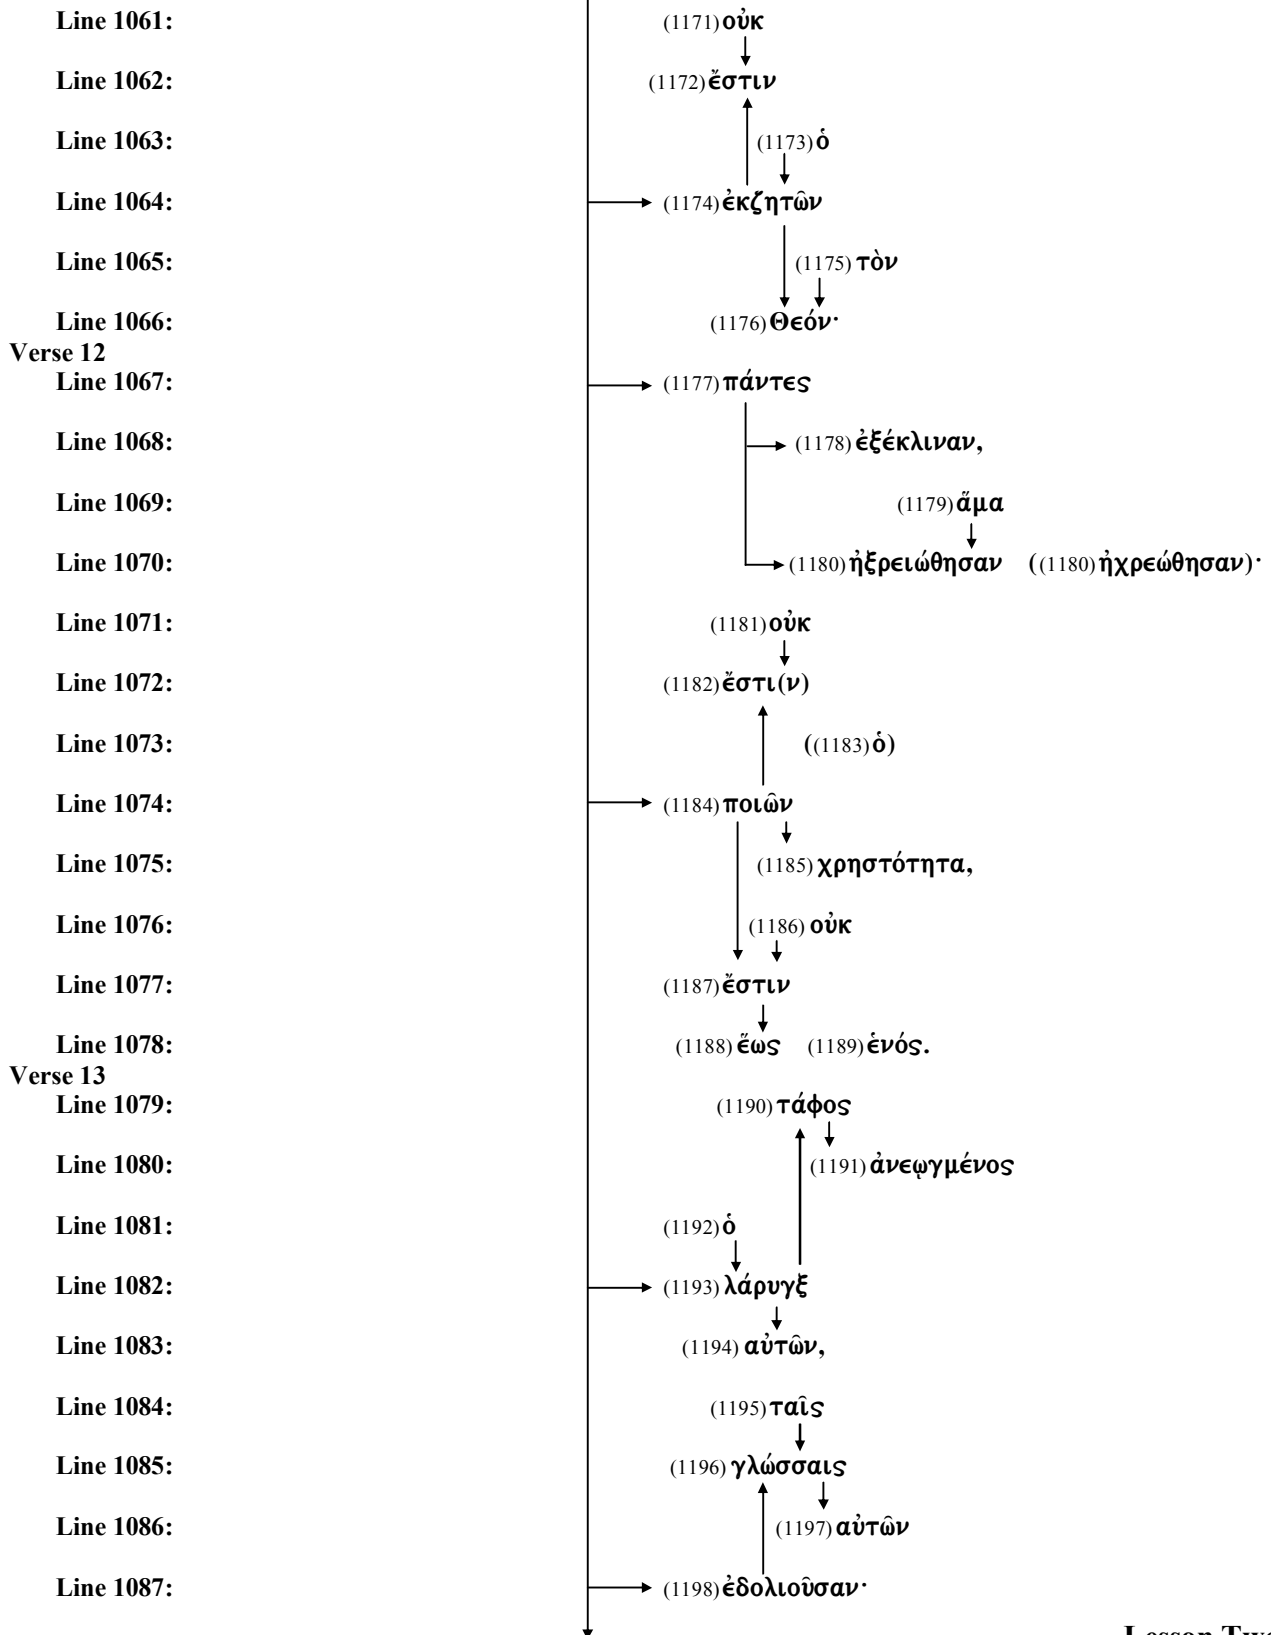 Line 1061: (1171) οὐκ
Line 1062: (1172) ἔστιν
Line 1063: (1173) ὁ
Line 1064: (1174) ἐκζητῶν
Line 1065: (1175) τὸν
Line 1066: (1176) Θεόν·
Verse 12
Line 1067: (1177) πάντες
Line 1068: (1178) ἐξέκλιναν,
Line 1069: (1179) ἅμα
Line 1070: (1180) ἠξρειώθησαν ((1180) ἠχρεώθησαν)·
Line 1071: (1181) οὐκ
Line 1072: (1182) ἔστι(ν)
Line 1073: ((1183) ὁ)
Line 1074: (1184) ποιῶν
Line 1075: (1185) χρηστότητα,
Line 1076: (1186) οὐκ
Line 1077: (1187) ἔστιν
Line 1078: (1188) ἕως (1189) ἑνός.
Verse 13
Line 1079: (1190) τάφος
Line 1080: (1191) ἀνεῳγμένος
Line 1081: (1192) ὁ
Line 1082: (1193) λάρυγξ
Line 1083: (1194) αὐτῶν,
Line 1084: (1195) ταῖς
Line 1085: (1196) γλώσσαις
Line 1086: (1197) αὐτῶν
Line 1087: (1198) ἐδολιοῦσαν·